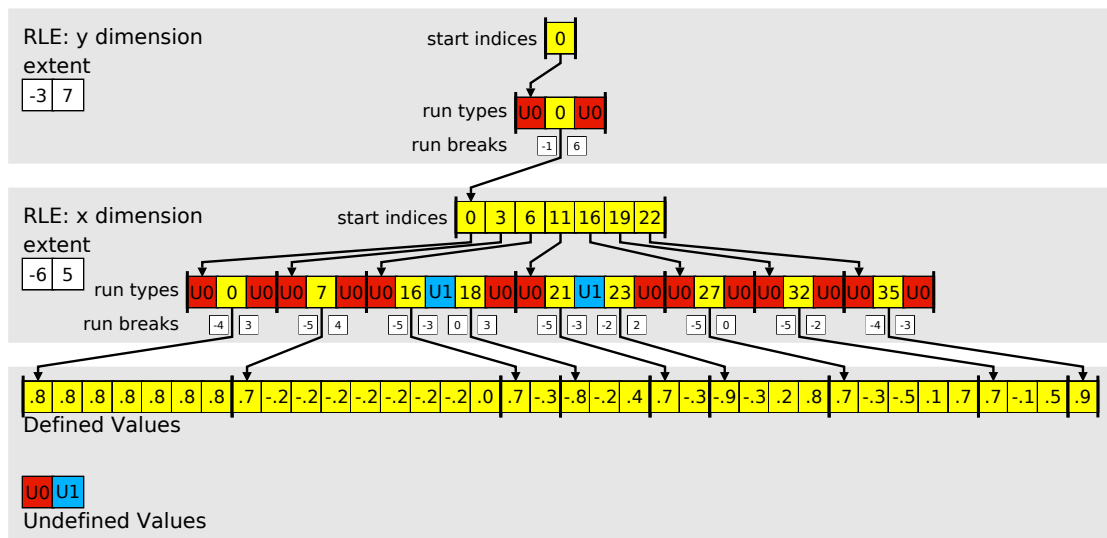 RLE: y dimension
extent
-3 7
start indices 0
run types U0 0 U0
run breaks -1 6
RLE: x dimension
extent
-6 5
start indices 0 3 6 11 16 19 22
run types U0 0 U0 U0 7 U0 U0 16 U1 18 U0 U0 21 U1 23 U0 U0 27 U0 U0 32 U0 U0 35 U0
run breaks -4 3 -5 4 -5 -3 0 3 -5 -3 -2 2 -5 0 -5 -2 -4 -3
.8 .8 .8 .8 .8 .8 .8 .7 -.2 -.2 -.2 -.2 -.2 -.2 -.2 .0 .7 -.3 -.8 -.2 .4 .7 -.3 -.9 -.3 .2 .8 .7 -.3 -.5 .1 .7 .7 -.1 .5 .9
Defined Values
U0 U1
Undefined Values